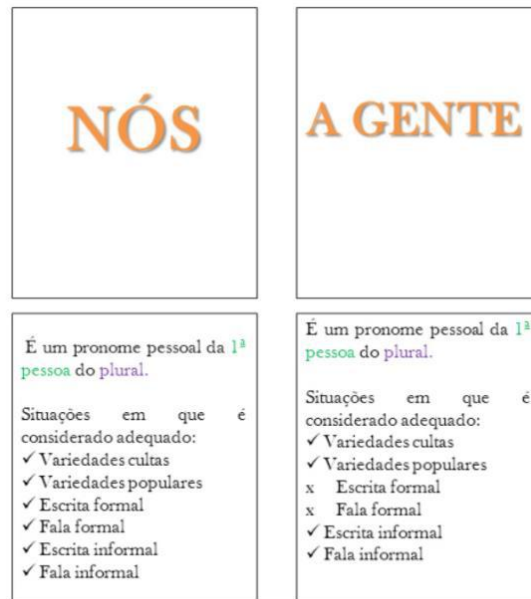 NÓS
A GENTE
É um pronome pessoal da 1ª
pessoa do plural.
Situações em que é
considerado adequado:
✓ Variedades cultas
✓ Variedades populares
✓ Escrita formal
✓ Fala formal
✓ Escrita informal
✓ Fala informal
É um pronome pessoal da 1ª
pessoa do plural.
Situações em que é
considerado adequado:
✓ Variedades cultas
✓ Variedades populares
x Escrita formal
x Fala formal
✓ Escrita informal
✓ Fala informal